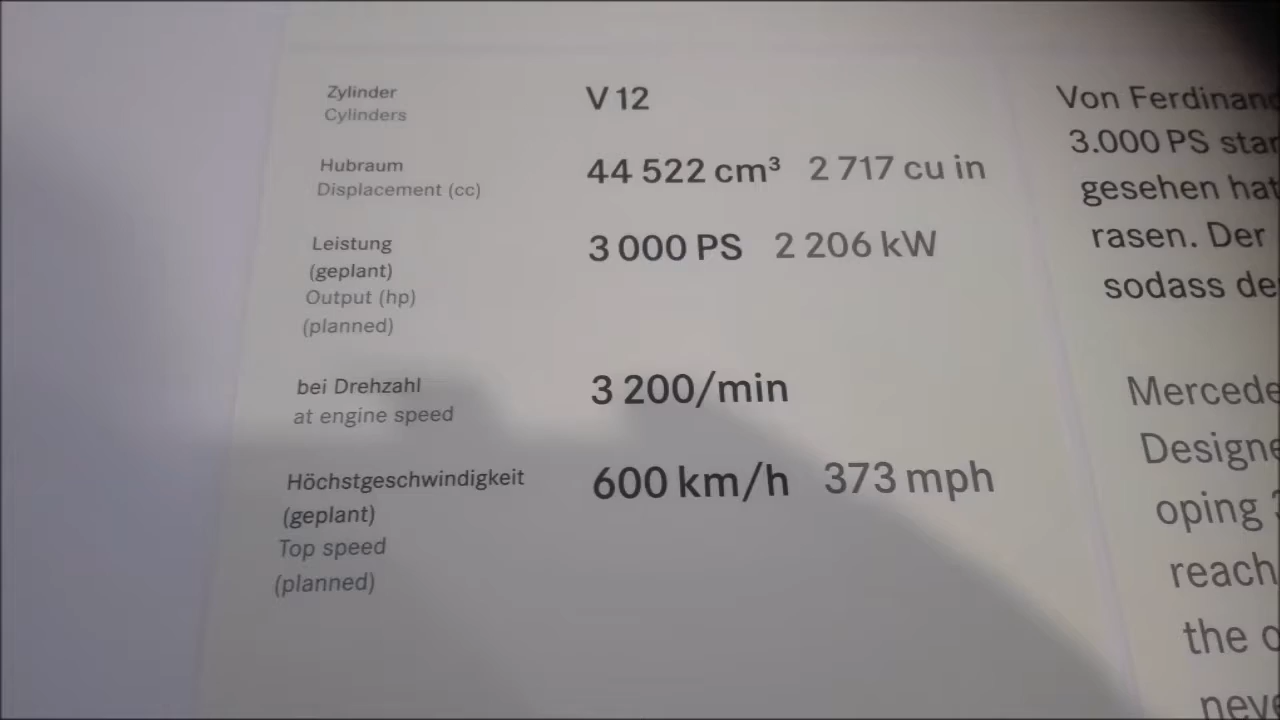 Zylinder
Cylinders
V 12
Hubraum
Displacement (cc)
44 522 cm³ 2 717 cu in
Leistung
(geplant)
Output (hp)
(planned)
3 000 PS 2 206 kW
bei Drehzahl
at engine speed
3 200/min
Höchstgeschwindigkeit
(geplant)
Top speed
(planned)
600 km/h 373 mph
Von Ferdinand
3.000 PS star
gesehen hat
rasen. Der
sodass de
Mercede
Designe
oping
reach
the
neve